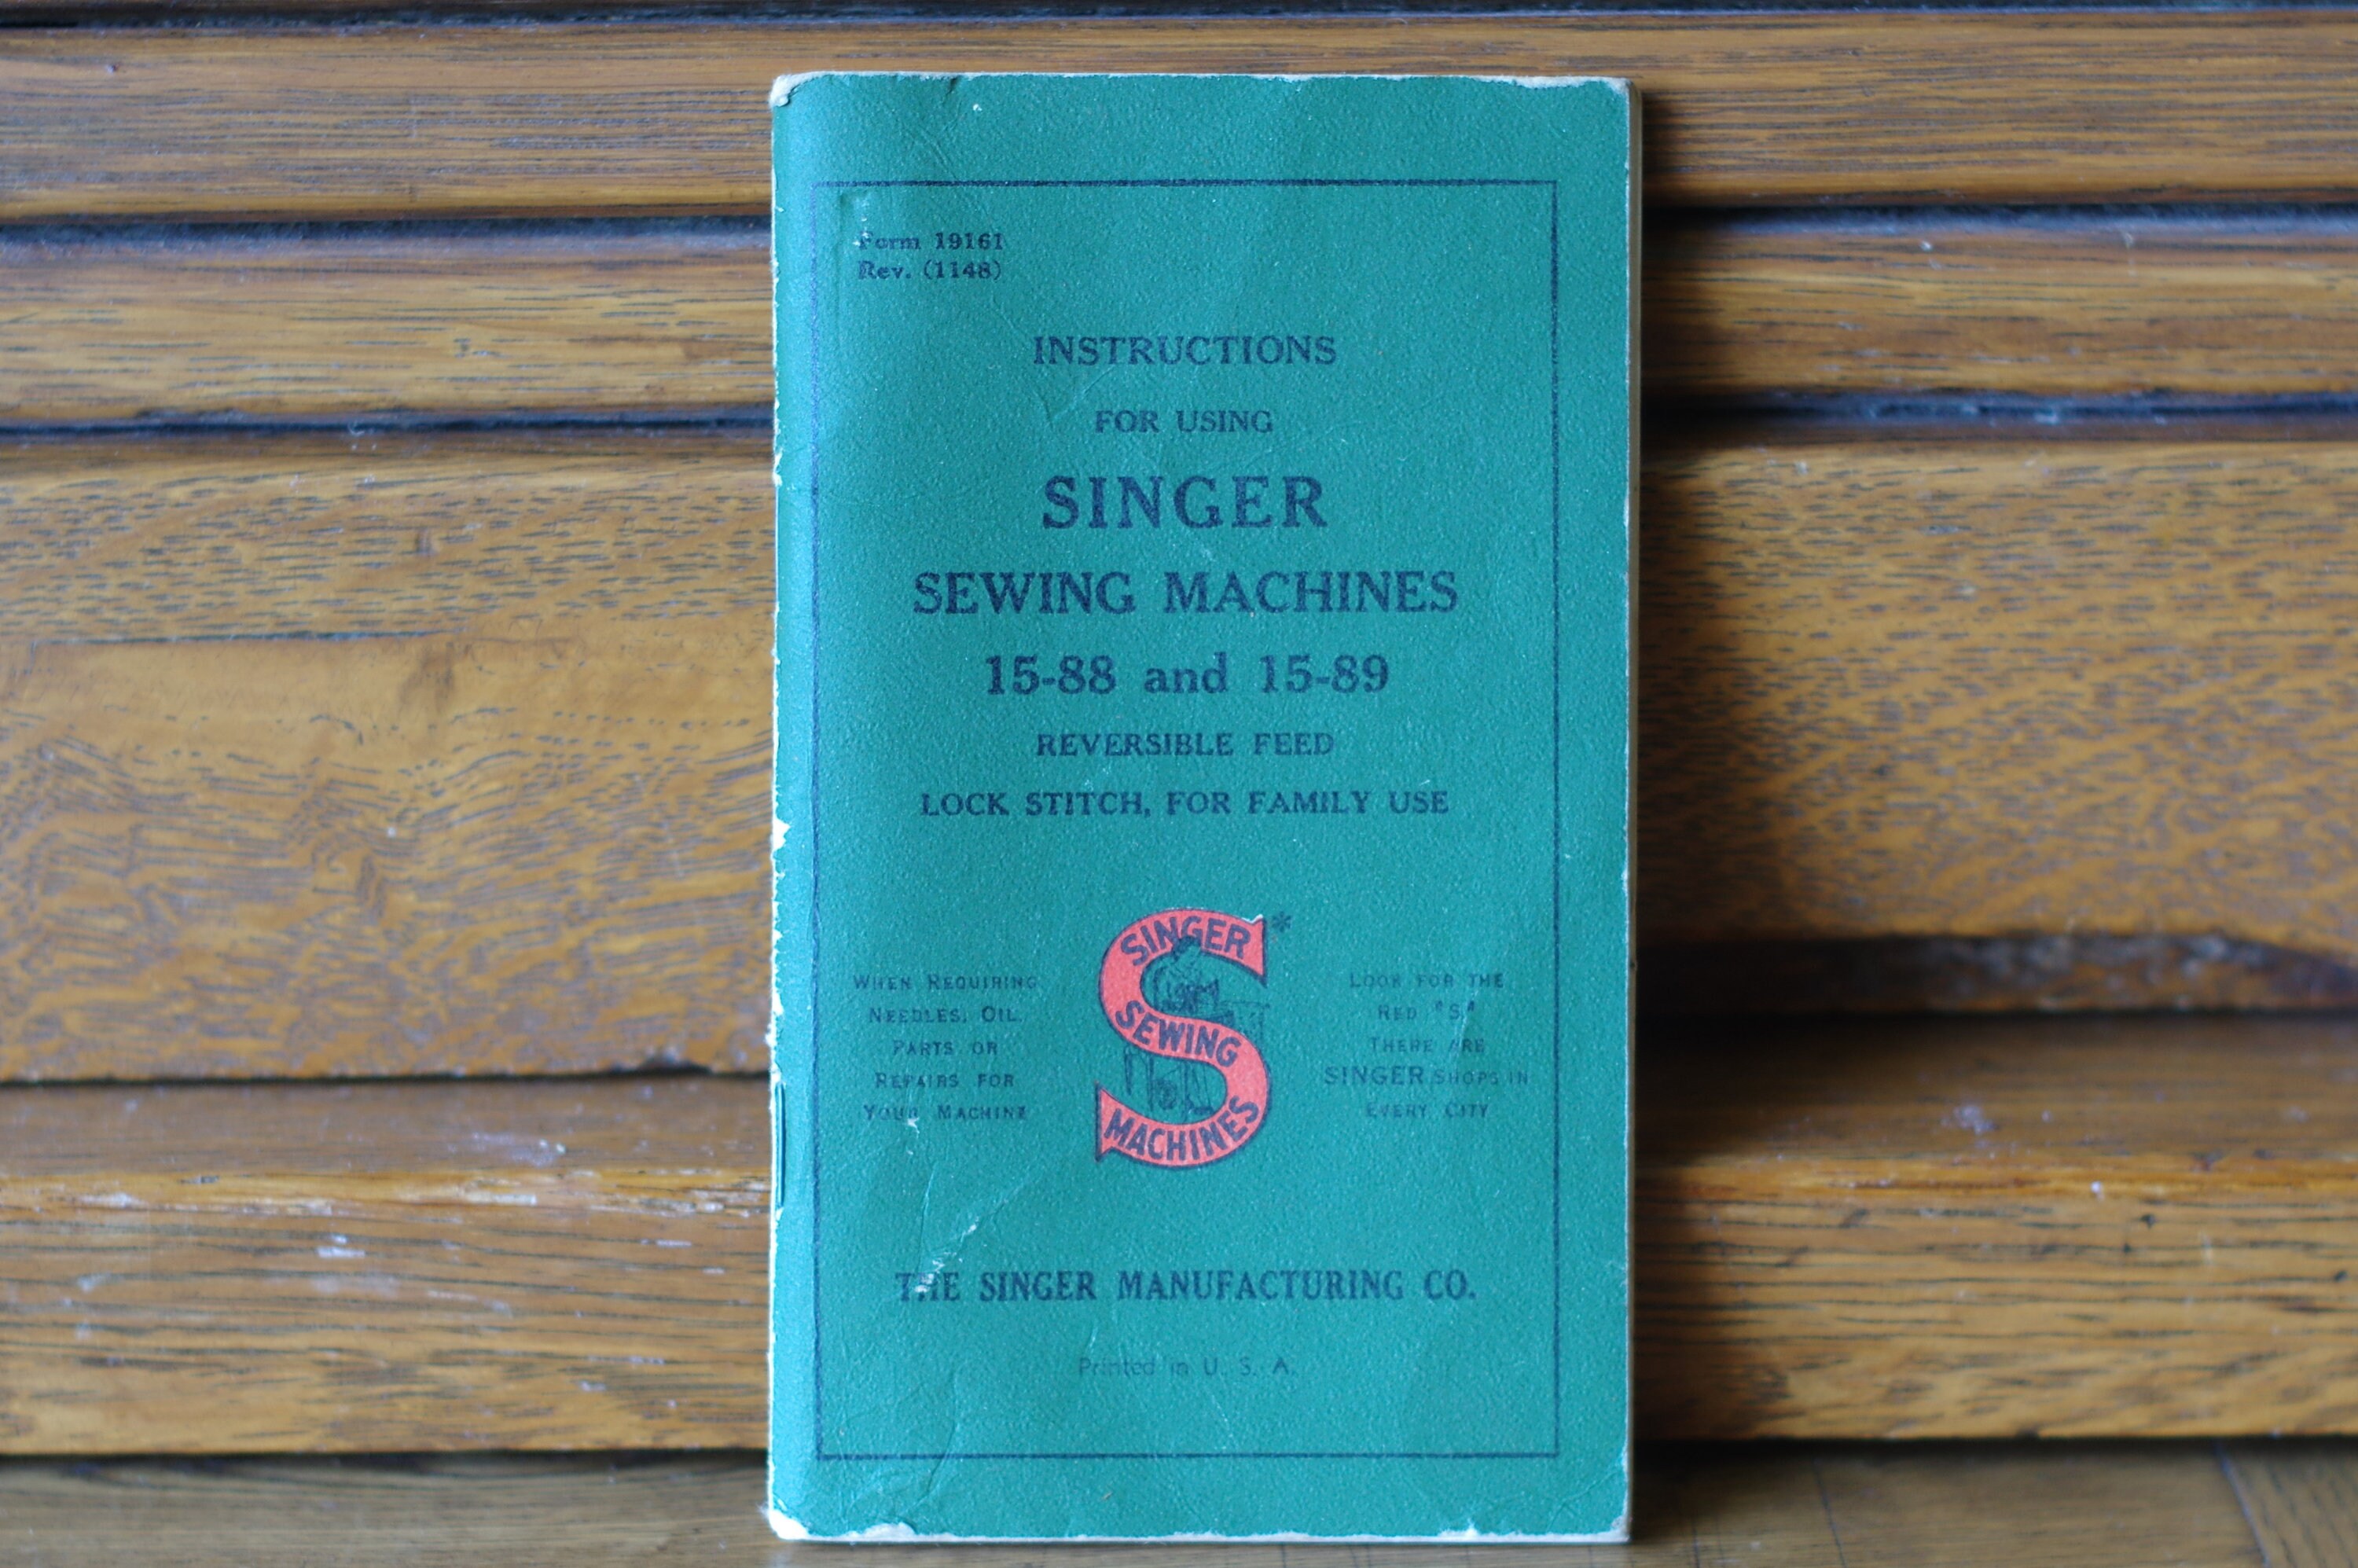 Form 19161
Rev. (1148)
INSTRUCTIONS
FOR USING
SINGER
SEWING MACHINES
15-88 and 15-89
REVERSIBLE FEED
LOCK STITCH, FOR FAMILY USE
WHEN REQUIRING
NEEDLES, OIL,
PARTS OR
REPAIRS FOR
YOUR MACHINE
SINGER*
SEWING
MACHINES
LOOK FOR THE
RED "S."
THERE ARE
SINGER SHOPS IN
EVERY CITY
THE SINGER MANUFACTURING CO.
Printed in U. S. A.